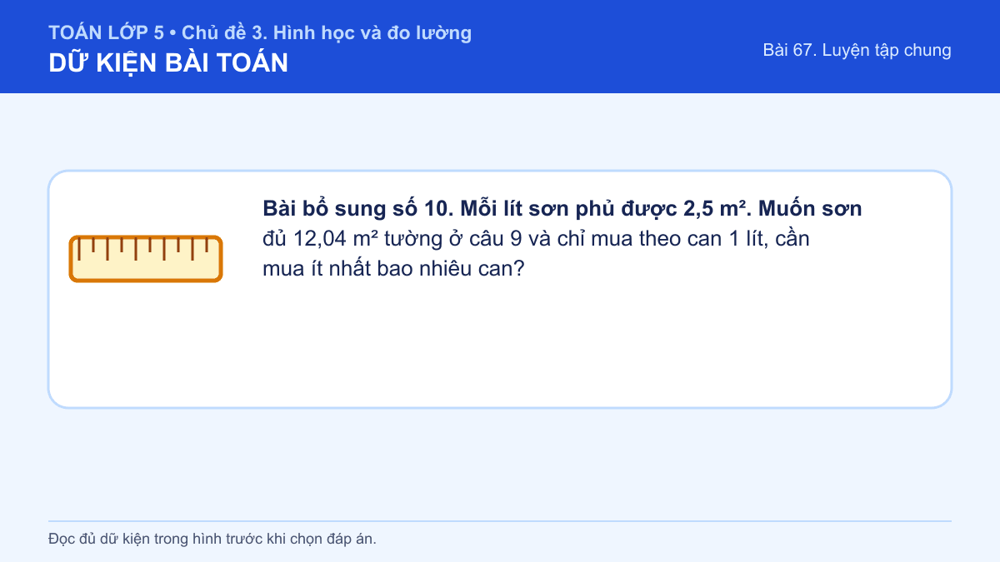 TOÁN LỚP 5 • Chủ đề 3. Hình học và đo lường
DỮ KIỆN BÀI TOÁN
Bài 67. Luyện tập chung
Bài bổ sung số 10. Mỗi lít sơn phủ được 2,5 m². Muốn sơn
đủ 12,04 m² tường ở câu 9 và chỉ mua theo can 1 lít, cần
mua ít nhất bao nhiêu can?
Đọc đủ dữ kiện trong hình trước khi chọn đáp án.